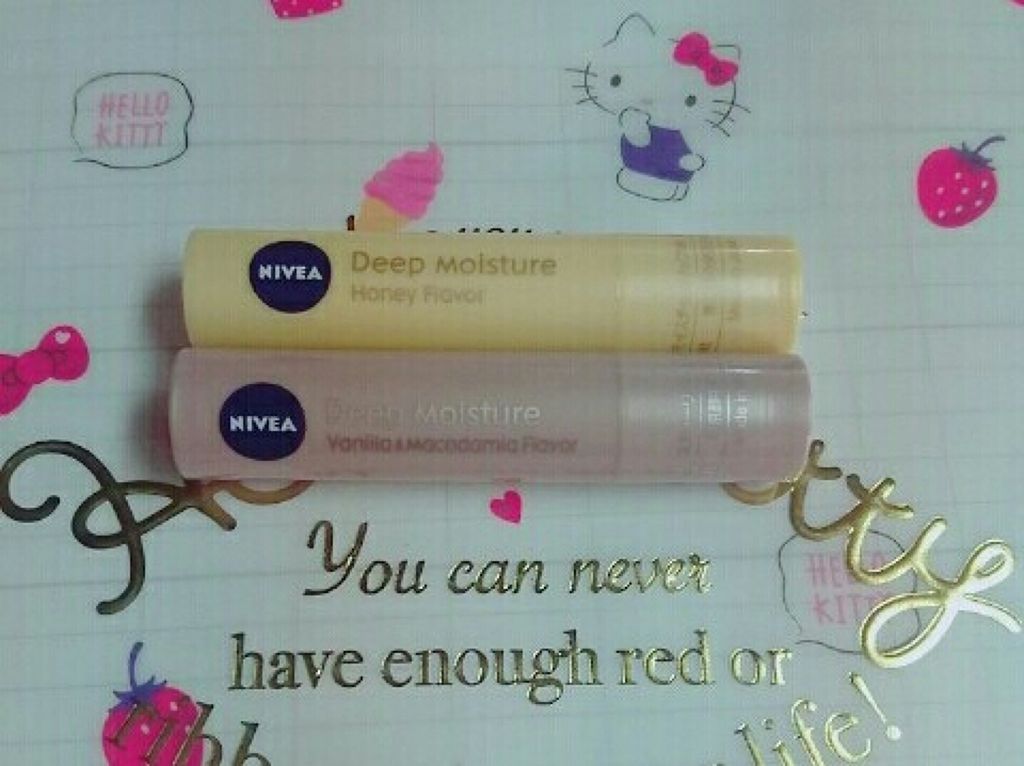 HELLO
KITTY
NIVEA
Deep Moisture
Honey Flavor
NIVEA
Deep Moisture
Vanilla & Macadamia Flavor
You can never
HELLO
KITTY
have enough red or
life!